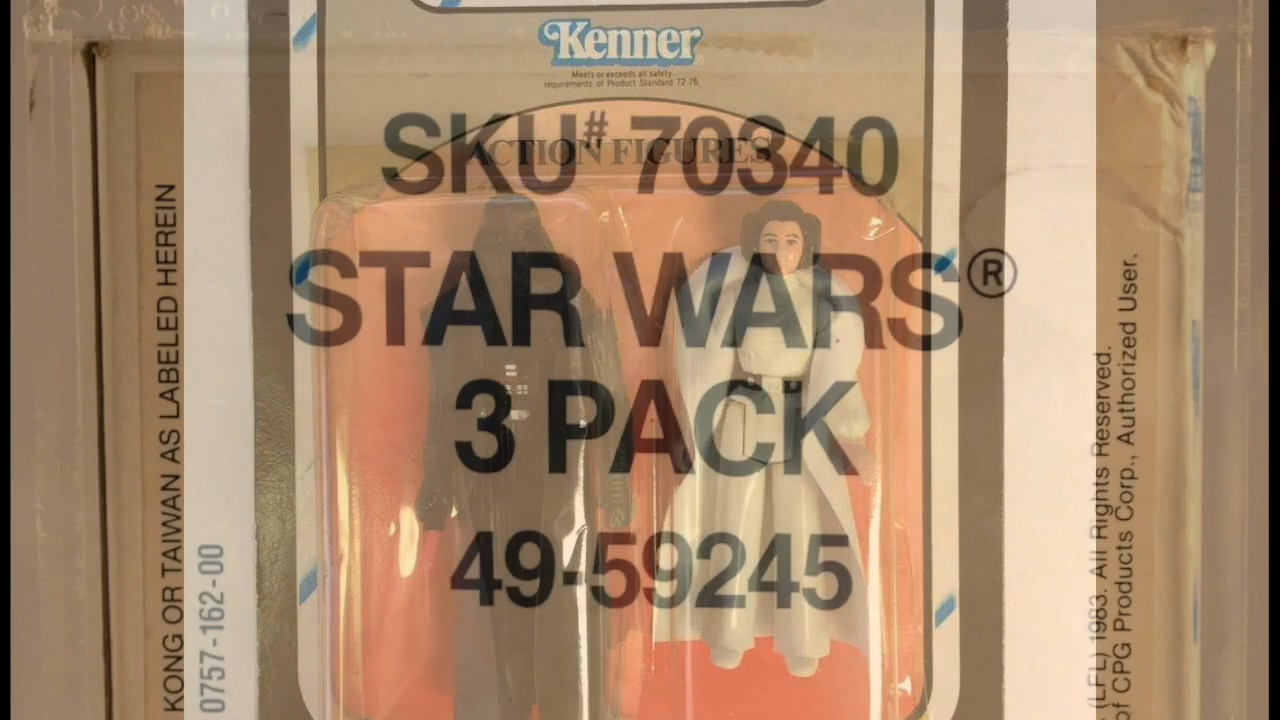 Kenner
Meets or exceeds all safety
requirements of Product Standard 72-76.
SKU# 70340
ACTION FIGURES
STAR WARS®
3 PACK
49-59245
KONG OR TAIWAN AS LABELED HEREIN
0757-162-00
(LFL) 1983. All Rights Reserved.
of CPG Products Corp., Authorized User.